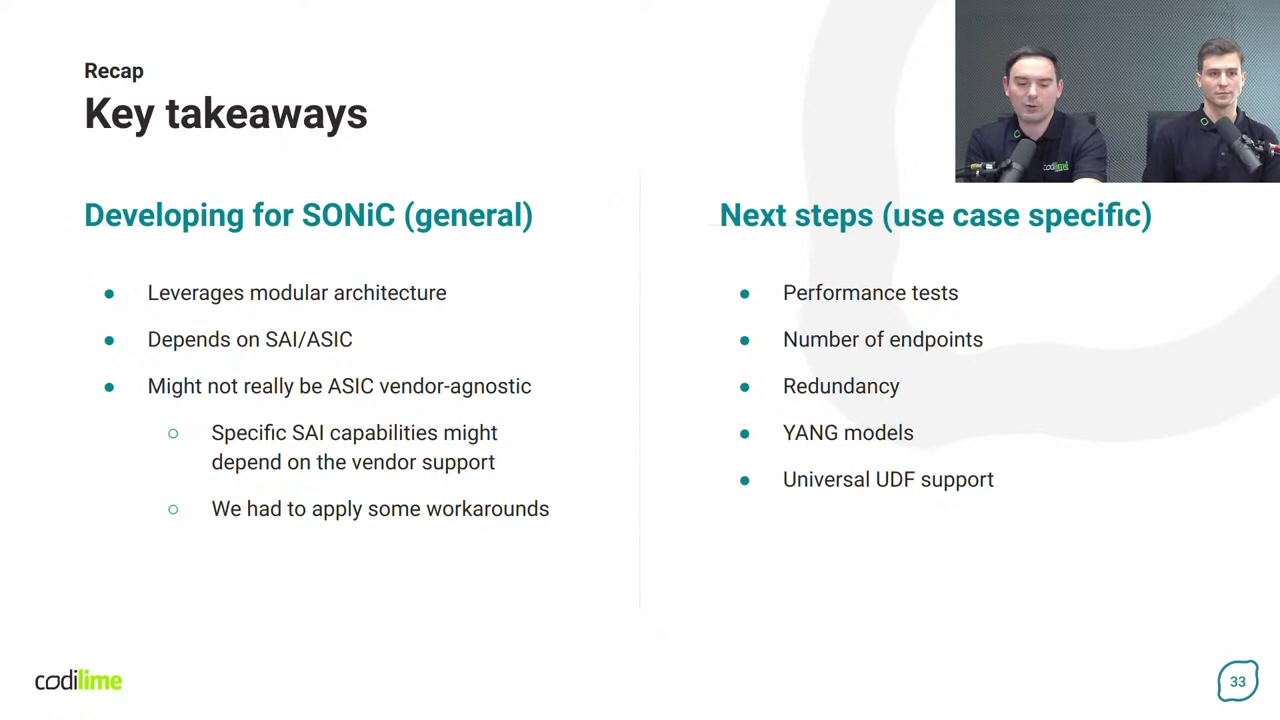 Recap
Key takeaways
Developing for SONiC (general)
Leverages modular architecture
Depends on SAI/ASIC
Might not really be ASIC vendor-agnostic
Specific SAI capabilities might
depend on the vendor support
We had to apply some workarounds
Next steps (use case specific)
Performance tests
Number of endpoints
Redundancy
YANG models
Universal UDF support
codilime
codilime
33